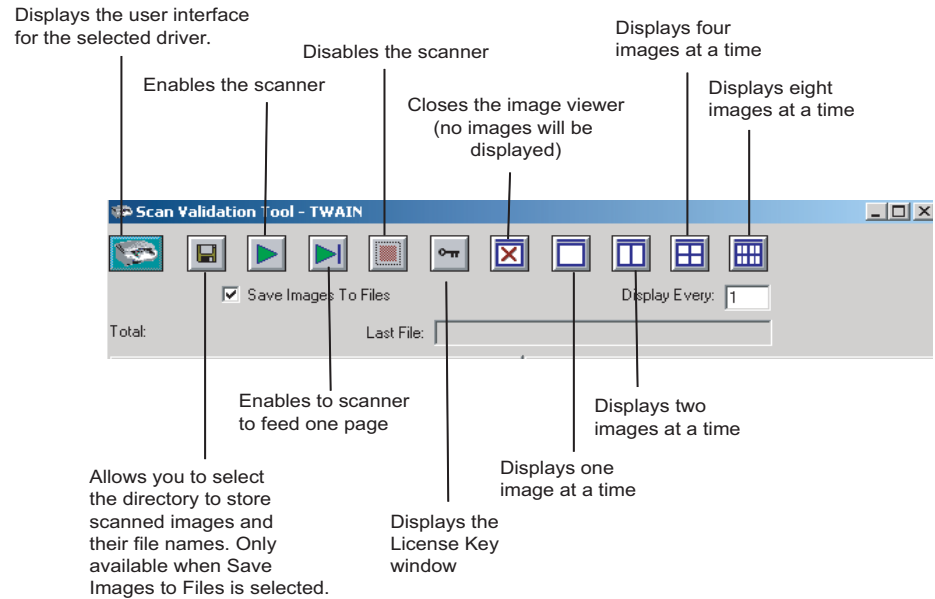 Displays the user interface
for the selected driver.
Enables the scanner
Disables the scanner
Closes the image viewer
(no images will be
displayed)
Displays four
images at a time
Displays eight
images at a time
Scan Validation Tool - TWAIN
Save Images To Files
Display Every: 1
Total:
Last File:
Enables to scanner
to feed one page
Displays two
images at a time
Displays one
image at a time
Allows you to select
the directory to store
scanned images and
their file names. Only
available when Save
Images to Files is selected.
Displays the
License Key
window